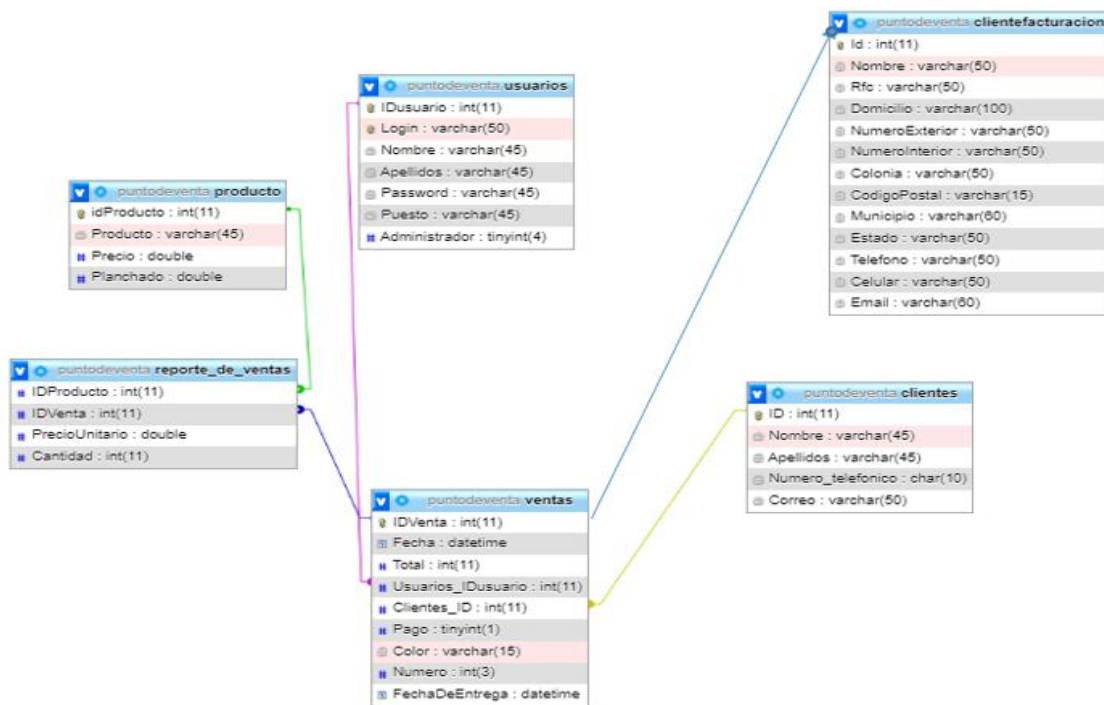 puntodeventa clientefacturacion
Id : int(11)
Nombre : varchar(50)
Rfc : varchar(50)
Domicilio : varchar(100)
NumeroExterior : varchar(50)
NumeroInterior : varchar(50)
Colonia : varchar(50)
CodigoPostal : varchar(15)
Municipio : varchar(60)
Estado : varchar(50)
Telefono : varchar(50)
Celular : varchar(50)
Email : varchar(60)
puntodeventa usuarios
IDusuario : int(11)
Login : varchar(50)
Nombre : varchar(45)
Apellidos : varchar(45)
Password : varchar(45)
Puesto : varchar(45)
Administrador : tinyint(4)
puntodeventa producto
idProducto : int(11)
Producto : varchar(45)
Precio : double
Planchado : double
puntodeventa reporte_de_ventas
IDProducto : int(11)
IDVenta : int(11)
PrecioUnitario : double
Cantidad : int(11)
puntodeventa clientes
ID : int(11)
Nombre : varchar(45)
Apellidos : varchar(45)
Numero_telefonico : char(10)
Correo : varchar(50)
puntodeventa ventas
IDVenta : int(11)
Fecha : datetime
Total : int(11)
Usuarios_IDusuario : int(11)
Clientes_ID : int(11)
Pago : tinyint(1)
Color : varchar(15)
Numero : int(3)
FechaDeEntrega : datetime